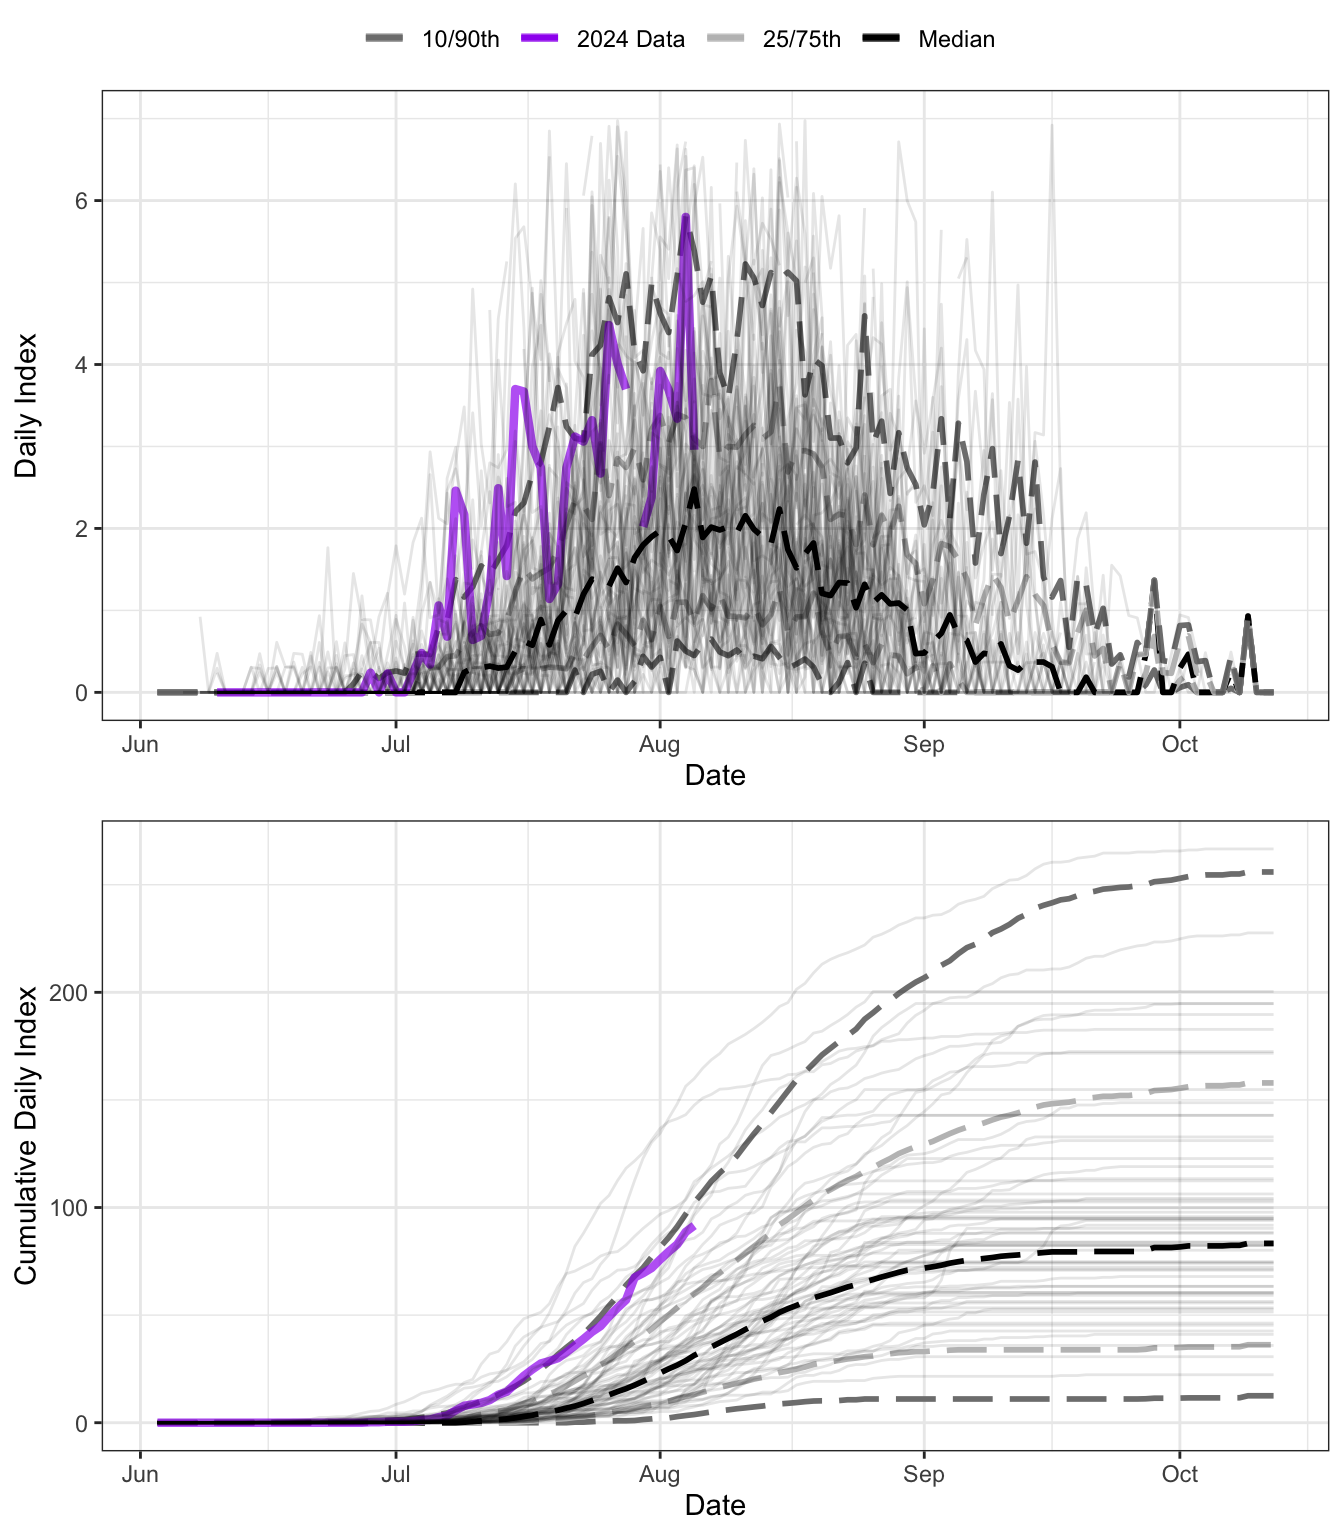 10/90th 2024 Data 25/75th Median
Daily Index
6
4
2
0
Jun Jul Aug Sep Oct
Date
Cumulative Daily Index
200
100
0
Jun Jul Aug Sep Oct
Date